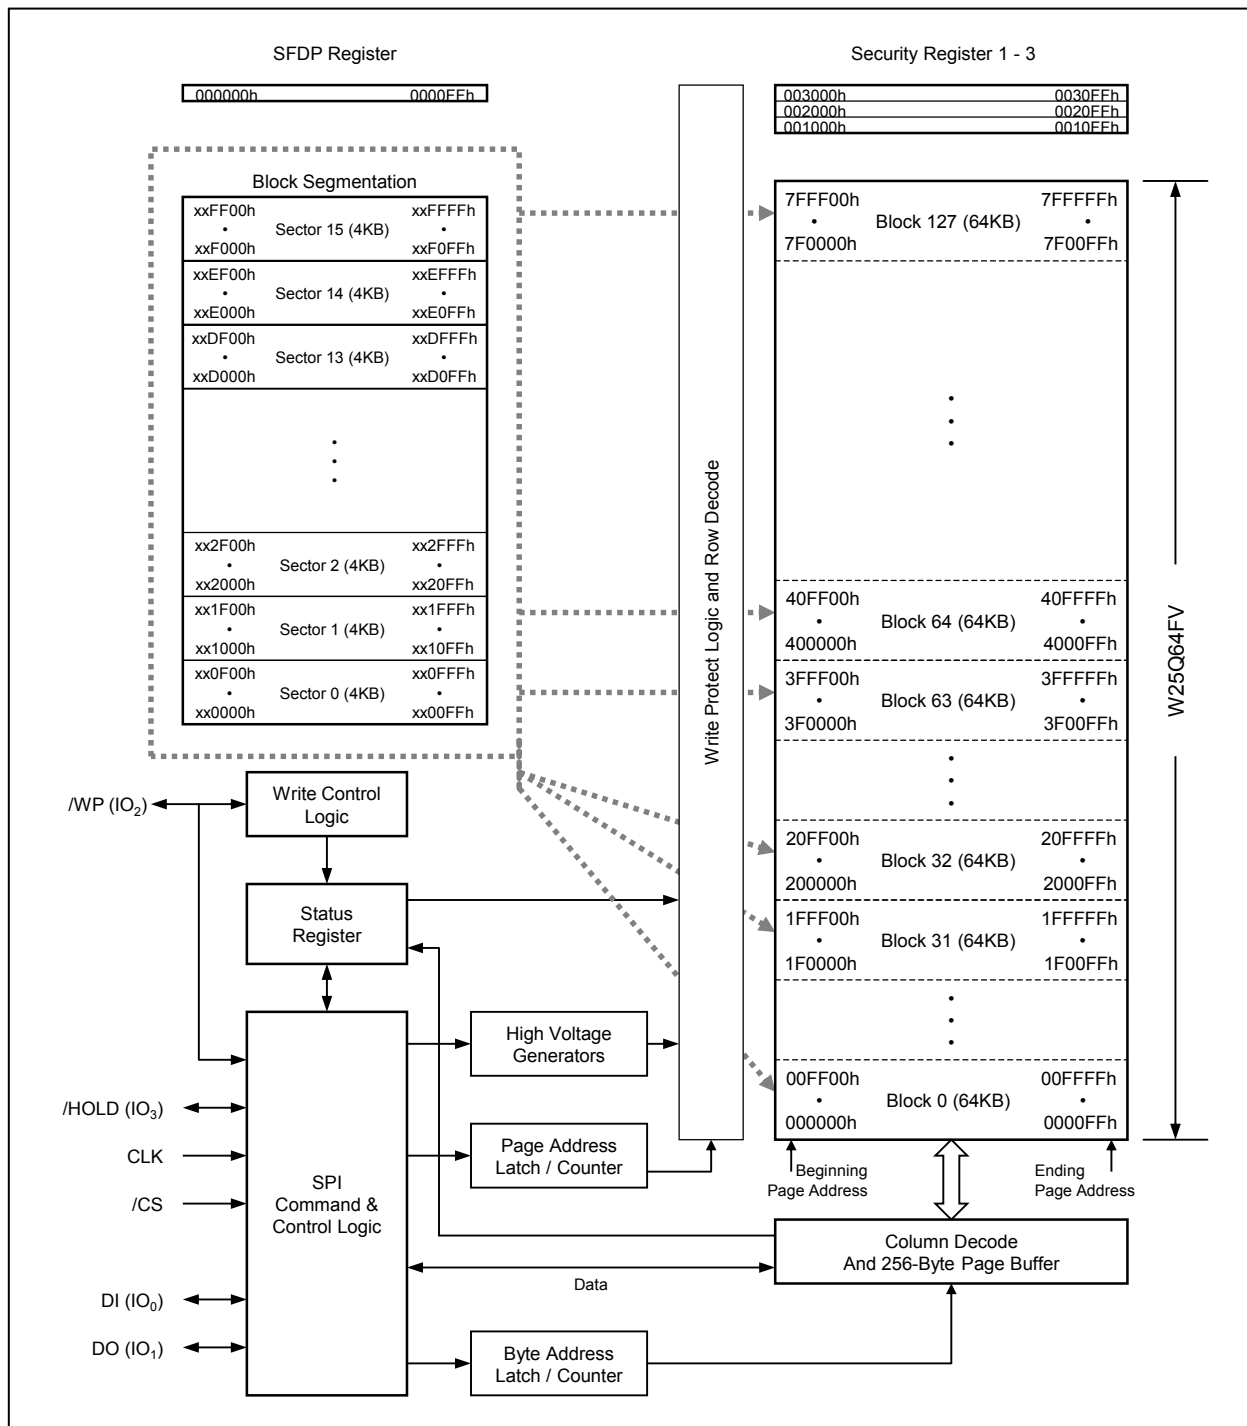 SFDP Register
000000h 0000FFh
Security Register 1 - 3
003000h 0030FFh
002000h 0020FFh
001000h 0010FFh
Block Segmentation
xxFF00h xxFFFFh
• Sector 15 (4KB) •
xxF000h xxF0FFh
xxEF00h xxEFFFh
• Sector 14 (4KB) •
xxE000h xxE0FFh
xxDF00h xxDFFFh
• Sector 13 (4KB) •
xxD000h xxD0FFh
xx2F00h xx2FFFh
• Sector 2 (4KB) •
xx2000h xx20FFh
xx1F00h xx1FFFh
• Sector 1 (4KB) •
xx1000h xx10FFh
xx0F00h xx0FFFh
• Sector 0 (4KB) •
xx0000h xx00FFh
Write Protect Logic and Row Decode
7FFF00h 7FFFFFh
• Block 127 (64KB) •
7F0000h 7F00FFh
40FF00h 40FFFFh
• Block 64 (64KB) •
400000h 4000FFh
3FFF00h 3FFFFFh
• Block 63 (64KB) •
3F0000h 3F00FFh
20FF00h 20FFFFh
• Block 32 (64KB) •
200000h 2000FFh
1FFF00h 1FFFFFh
• Block 31 (64KB) •
1F0000h 1F00FFh
00FF00h 00FFFFh
• Block 0 (64KB) •
000000h 0000FFh
W25Q64FV
Beginning
Page Address
Ending
Page Address
/WP (IO2)
Write Control
Logic
Status
Register
High Voltage
Generators
/HOLD (IO3)
CLK
/CS
DI (IO0)
DO (IO1)
SPI
Command &
Control Logic
Page Address
Latch / Counter
Column Decode
And 256-Byte Page Buffer
Data
Byte Address
Latch / Counter